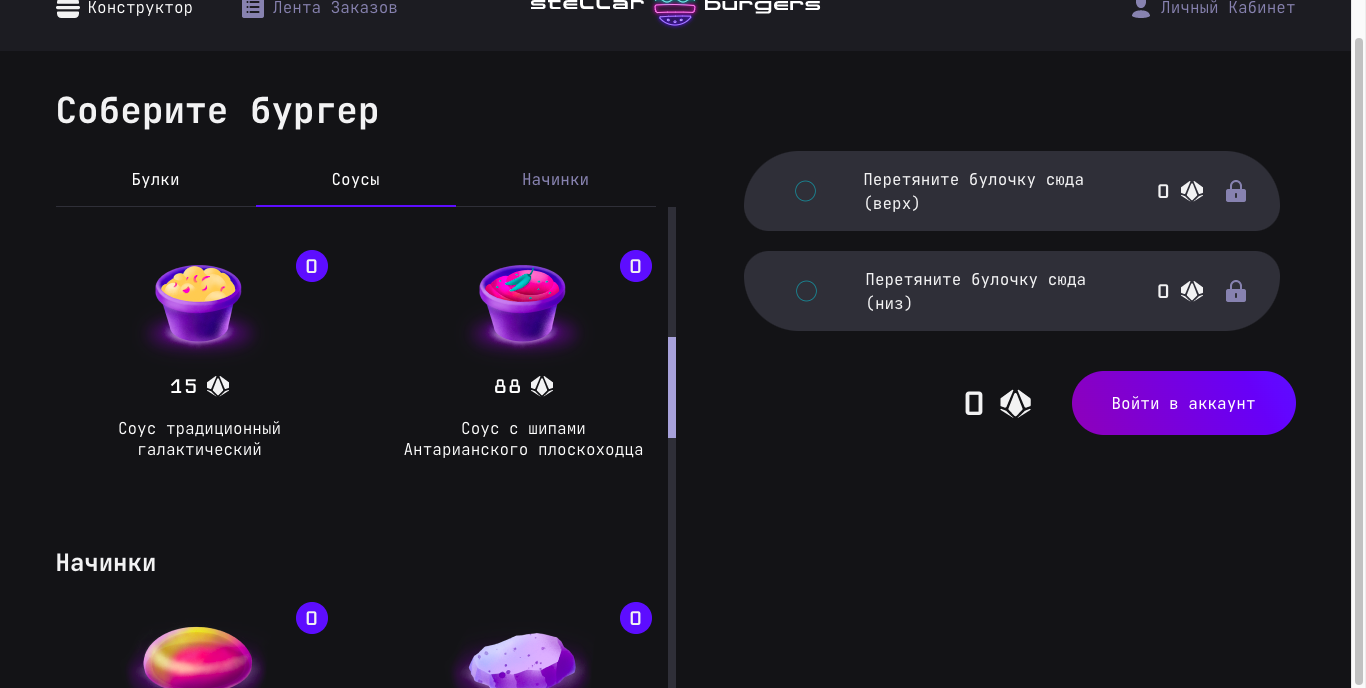 Конструктор
Лента Заказов
stellar burgers
Личный Кабинет
Соберите бургер
Булки
Соусы
Начинки
0
0
15
88
Соус традиционный
галактический
Соус с шипами
Антарианского плоскоходца
Начинки
0
0
Перетяните булочку сюда
(верх)
0
Перетяните булочку сюда
(низ)
0
0
Войти в аккаунт